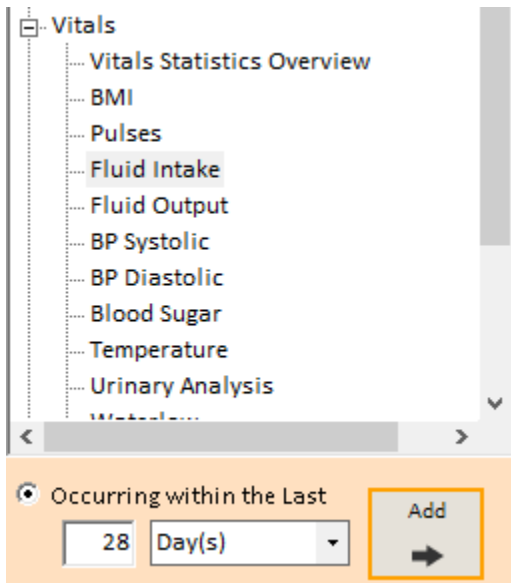 Vitals
Vitals Statistics Overview
BMI
Pulses
Fluid Intake
Fluid Output
BP Systolic
BP Diastolic
Blood Sugar
Temperature
Urinary Analysis
Occurring within the Last
28 Day(s)
Add